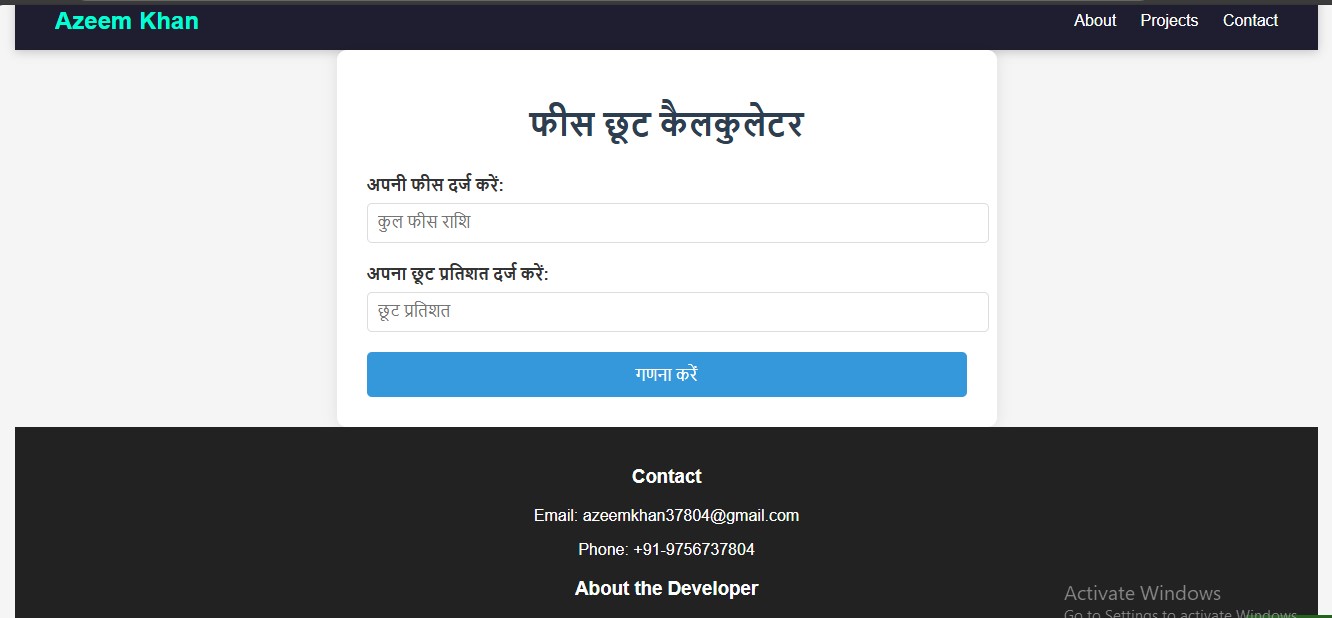 Azeem Khan
About Projects Contact
फीस छूट कैलकुलेटर
अपनी फीस दर्ज करें:
कुल फीस राशि
अपना छूट प्रतिशत दर्ज करें:
छूट प्रतिशत
गणना करें
Contact
Email: azeemkhan37804@gmail.com
Phone: +91-9756737804
About the Developer
Activate Windows
Go to Settings to activate Windows.